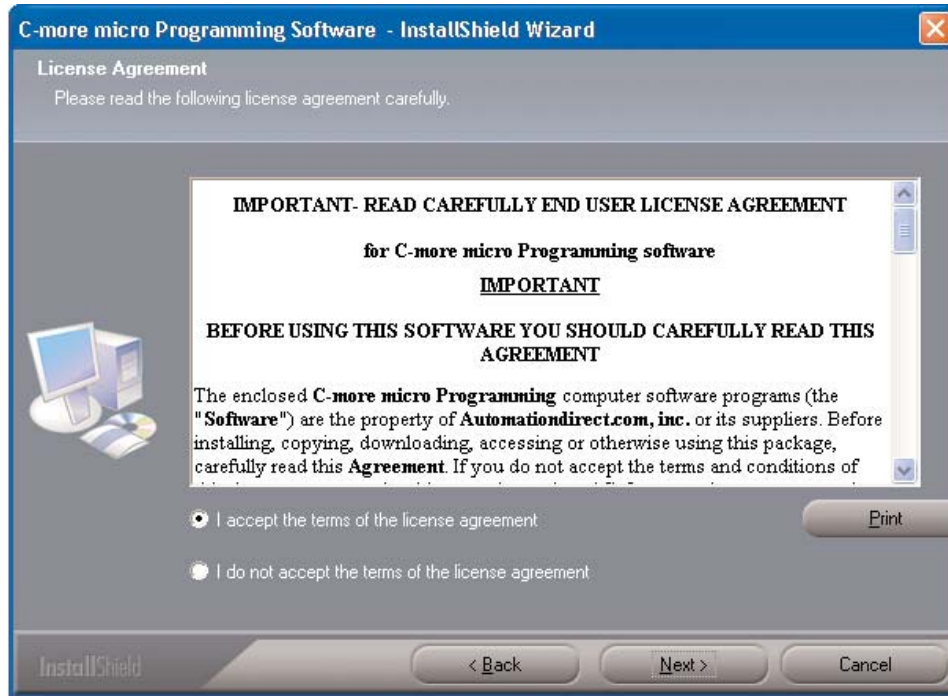 C-more micro Programming Software - InstallShield Wizard
License Agreement
Please read the following license agreement carefully.
IMPORTANT- READ CAREFULLY END USER LICENSE AGREEMENT
for C-more micro Programming software
IMPORTANT
BEFORE USING THIS SOFTWARE YOU SHOULD CAREFULLY READ THIS
AGREEMENT
The enclosed C-more micro Programming computer software programs (the
"Software") are the property of Automationdirect.com, inc. or its suppliers. Before
installing, copying, downloading, accessing or otherwise using this package,
carefully read this Agreement. If you do not accept the terms and conditions of
I accept the terms of the license agreement
Print
I do not accept the terms of the license agreement
InstallShield
< Back
Next >
Cancel